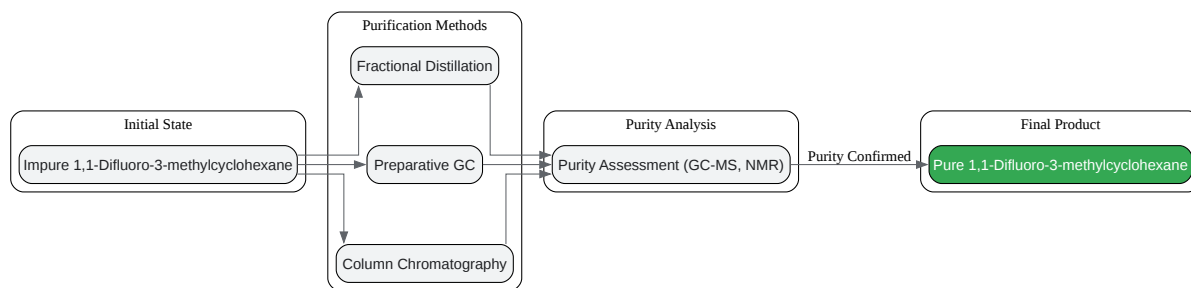 Purification Methods
Fractional Distillation
Initial State
Impure 1,1-Difluoro-3-methylcyclohexane
Preparative GC
Column Chromatography
Purity Analysis
Purity Assessment (GC-MS, NMR)
Purity Confirmed
Final Product
Pure 1,1-Difluoro-3-methylcyclohexane